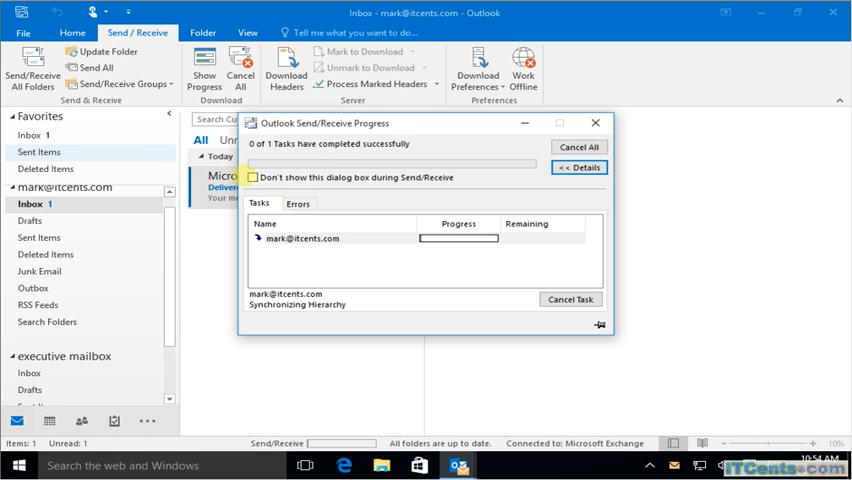 Inbox - mark@itcents.com - Outlook
File
Home
Send / Receive
Folder
View
Tell me what you want to do...
Send/Receive
All Folders
Update Folder
Send All
Send/Receive Groups
Send & Receive
Show
Progress
Cancel
All
Download
Download
Headers
Mark to Download
Unmark to Download
Process Marked Headers
Server
Download
Preferences
Work
Offline
Preferences
Favorites
Inbox 1
Sent Items
Deleted Items
mark@itcents.com
Inbox 1
Drafts
Sent Items
Deleted Items
Junk Email
Outbox
RSS Feeds
Search Folders
executive mailbox
Inbox
Drafts
Search Cu
All Unr
Today
Micro
Deliver
Your me
Outlook Send/Receive Progress
0 of 1 Tasks have completed successfully
Cancel All
<< Details
Don't show this dialog box during Send/Receive
Tasks
Errors
Name Progress Remaining
mark@itcents.com
mark@itcents.com
Synchronizing Hierarchy
Cancel Task
Items: 1 Unread: 1 Send/Receive All folders are up to date. Connected to: Microsoft Exchange 10%
Search the web and Windows
10:54 AM
ITCents.com